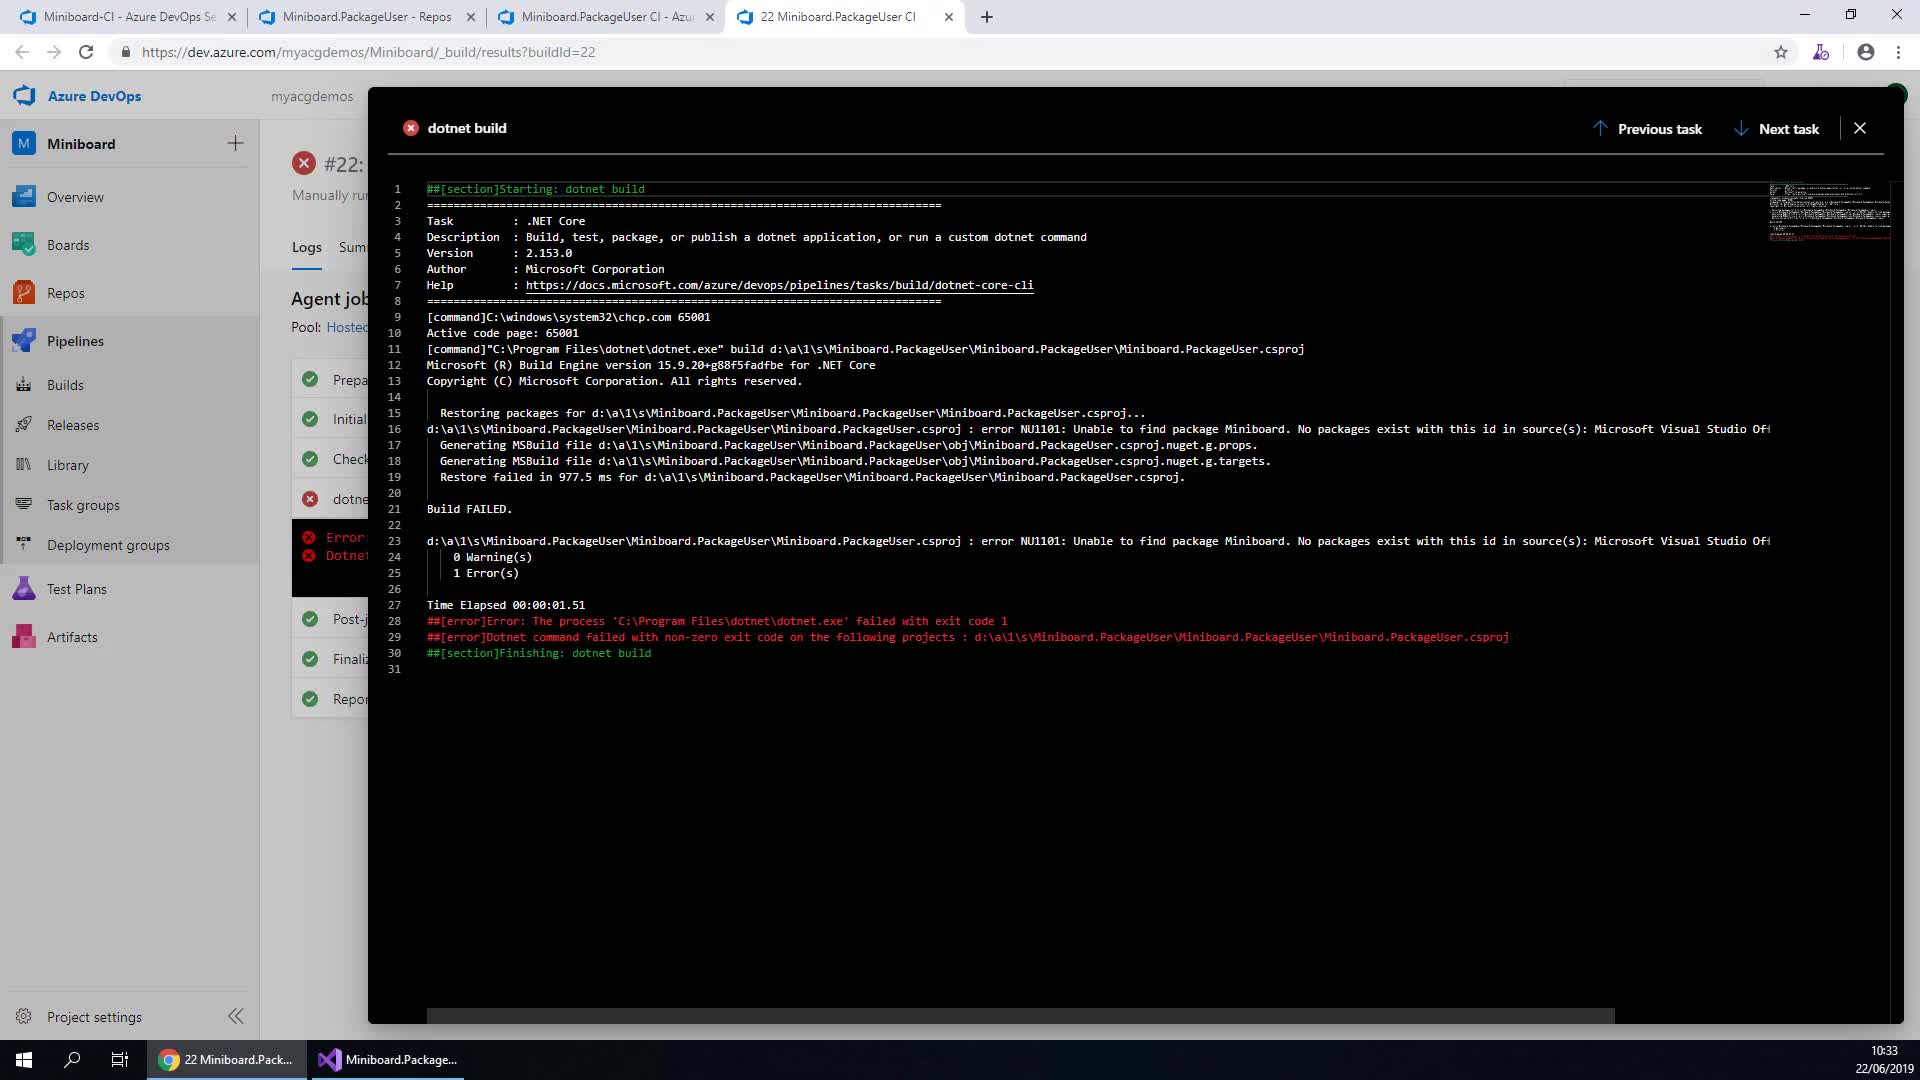 Miniboard-CI - Azure DevOps Se
Miniboard.PackageUser - Repos
Miniboard.PackageUser CI - Azur
22 Miniboard.PackageUser CI
https://dev.azure.com/myacgdemos/Miniboard/_build/results?buildId=22
Azure DevOps
myacgdemos
M Miniboard
Overview
Boards
Repos
Pipelines
Builds
Releases
Library
Task groups
Deployment groups
Test Plans
Artifacts
Project settings
#22:
Manually ru
Logs Sum
Agent job
Pool: Hosted
Prepa
Initial
Check
dotne
Error
Dotnet
Post-j
Finaliz
Repor
dotnet build
Previous task
Next task
1 ##[section]Starting: dotnet build
2 ==============================================================================
3 Task : .NET Core
4 Description : Build, test, package, or publish a dotnet application, or run a custom dotnet command
5 Version : 2.153.0
6 Author : Microsoft Corporation
7 Help : https://docs.microsoft.com/azure/devops/pipelines/tasks/build/dotnet-core-cli
8 ==============================================================================
9 [command]C:\windows\system32\chcp.com 65001
10 Active code page: 65001
11 [command]"C:\Program Files\dotnet\dotnet.exe" build d:\a\1\s\Miniboard.PackageUser\Miniboard.PackageUser\Miniboard.PackageUser.csproj
12 Microsoft (R) Build Engine version 15.9.20+g88f5fadfbe for .NET Core
13 Copyright (C) Microsoft Corporation. All rights reserved.
14
15 Restoring packages for d:\a\1\s\Miniboard.PackageUser\Miniboard.PackageUser\Miniboard.PackageUser.csproj...
16 d:\a\1\s\Miniboard.PackageUser\Miniboard.PackageUser\Miniboard.PackageUser.csproj : error NU1101: Unable to find package Miniboard. No packages exist with this id in source(s): Microsoft Visual Studio Off
17 Generating MSBuild file d:\a\1\s\Miniboard.PackageUser\Miniboard.PackageUser\obj\Miniboard.PackageUser.csproj.nuget.g.props.
18 Generating MSBuild file d:\a\1\s\Miniboard.PackageUser\Miniboard.PackageUser\obj\Miniboard.PackageUser.csproj.nuget.g.targets.
19 Restore failed in 977.5 ms for d:\a\1\s\Miniboard.PackageUser\Miniboard.PackageUser\Miniboard.PackageUser.csproj.
20
21 Build FAILED.
22
23 d:\a\1\s\Miniboard.PackageUser\Miniboard.PackageUser\Miniboard.PackageUser.csproj : error NU1101: Unable to find package Miniboard. No packages exist with this id in source(s): Microsoft Visual Studio Off
24 0 Warning(s)
25 1 Error(s)
26
27 Time Elapsed 00:00:01.51
28 ##[error]Error: The process 'C:\Program Files\dotnet\dotnet.exe' failed with exit code 1
29 ##[error]Dotnet command failed with non-zero exit code on the following projects : d:\a\1\s\Miniboard.PackageUser\Miniboard.PackageUser\Miniboard.PackageUser.csproj
30 ##[section]Finishing: dotnet build
31
22 Miniboard.Pack...
Miniboard.Package...
10:33
22/06/2019